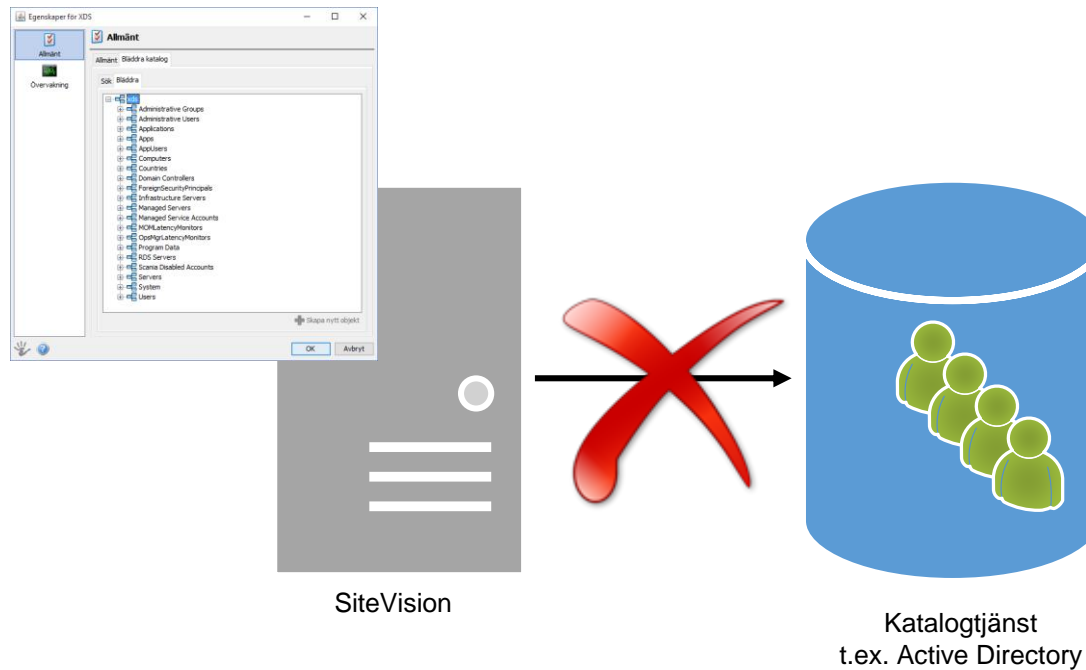 Egenskaper för XDS
Allmänt
Övervakning
Allmänt
Allmänt Bläddra katalog
Sök Bläddra
xds
Administrative Groups
Administrative Users
Applications
Apps
AppUsers
Computers
Countries
Domain Controllers
ForeignSecurityPrincipals
Infrastructure Servers
Managed Servers
Managed Service Accounts
MOMLatencyMonitors
OpsMgrLatencyMonitors
Program Data
RDS Servers
Scania Disabled Accounts
Servers
System
Users
Skapa nytt objekt
OK Avbryt
SiteVision
Katalogtjänst
t.ex. Active Directory